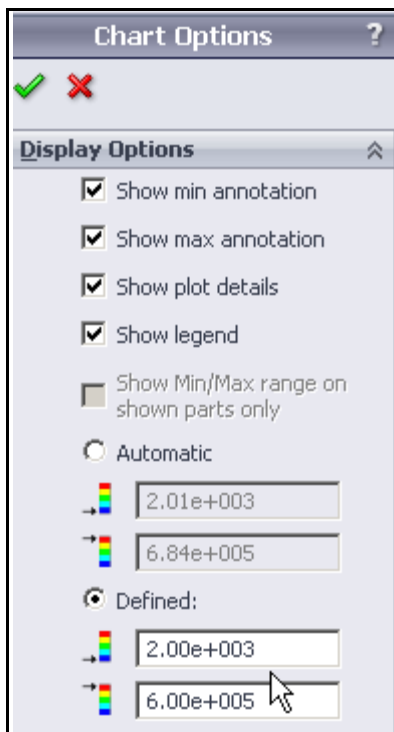 Chart Options ?
Display Options
Show min annotation
Show max annotation
Show plot details
Show legend
Show Min/Max range on
shown parts only
Automatic
2.01e+003
6.84e+005
Defined:
2.00e+003
6.00e+005